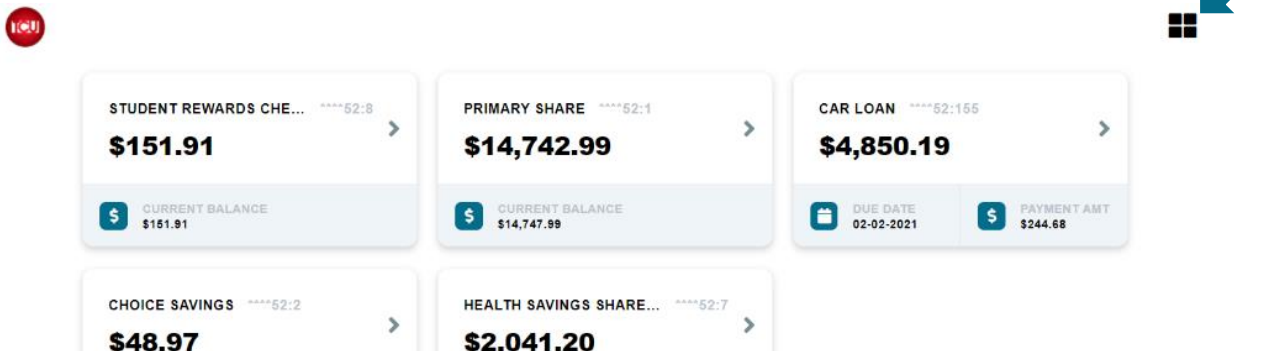 TCU
STUDENT REWARDS CHE... ****52:8
$151.91
CURRENT BALANCE
$151.91
PRIMARY SHARE ****52:1
$14,742.99
CURRENT BALANCE
$14,747.99
CAR LOAN ****52:155
$4,850.19
DUE DATE
02-02-2021
PAYMENT AMT
$244.68
CHOICE SAVINGS ****52:2
$48.97
HEALTH SAVINGS SHARE... ****52:7
$2,041.20